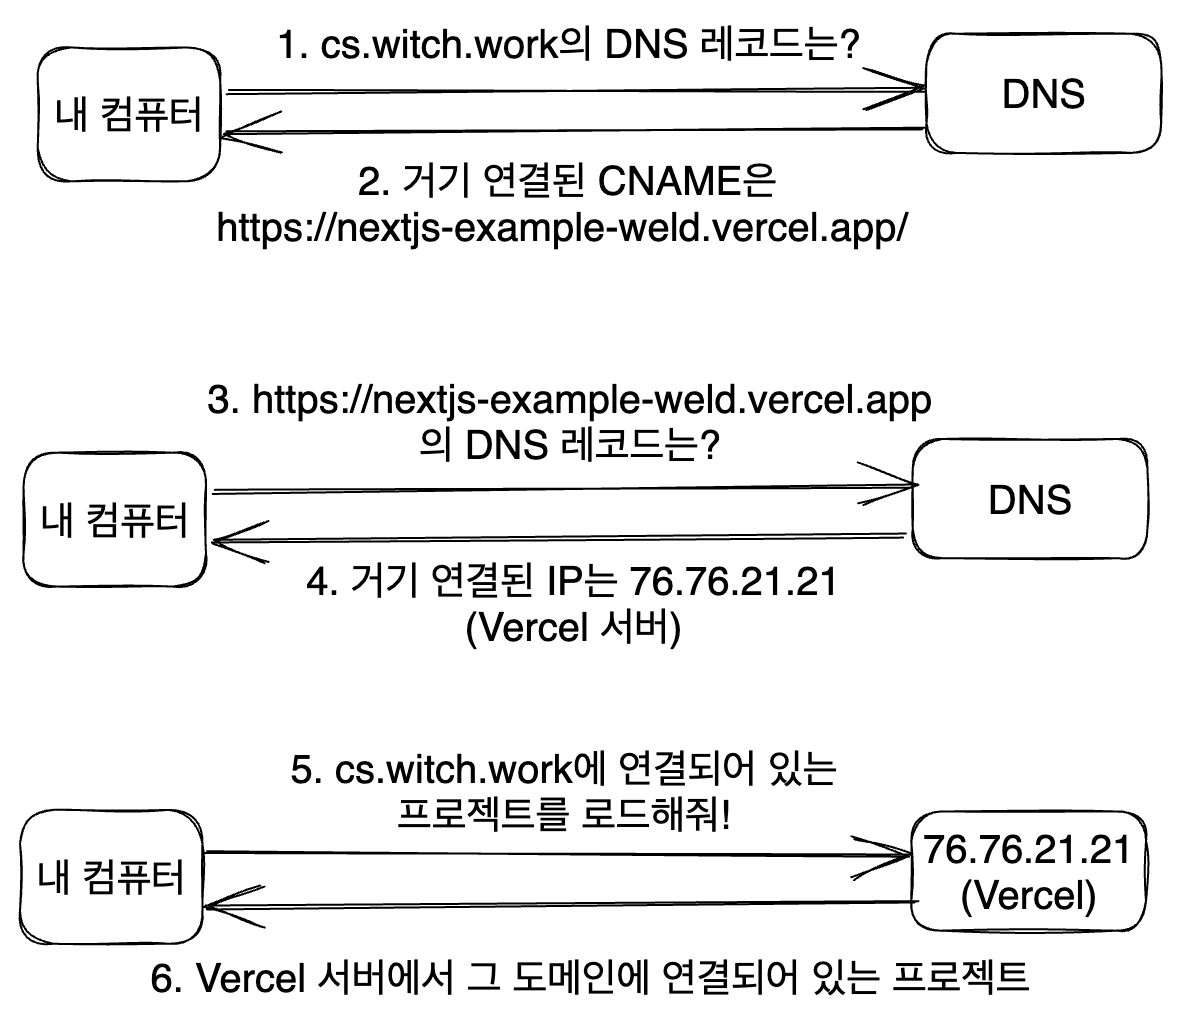 1. cs.witch.work의 DNS 레코드는?
내 컴퓨터
DNS
2. 거기 연결된 CNAME은
https://nextjs-example-weld.vercel.app/
3. https://nextjs-example-weld.vercel.app
의 DNS 레코드는?
내 컴퓨터
DNS
4. 거기 연결된 IP는 76.76.21.21
(Vercel 서버)
5. cs.witch.work에 연결되어 있는
프로젝트를 로드해줘!
내 컴퓨터
76.76.21.21
(Vercel)
6. Vercel 서버에서 그 도메인에 연결되어 있는 프로젝트